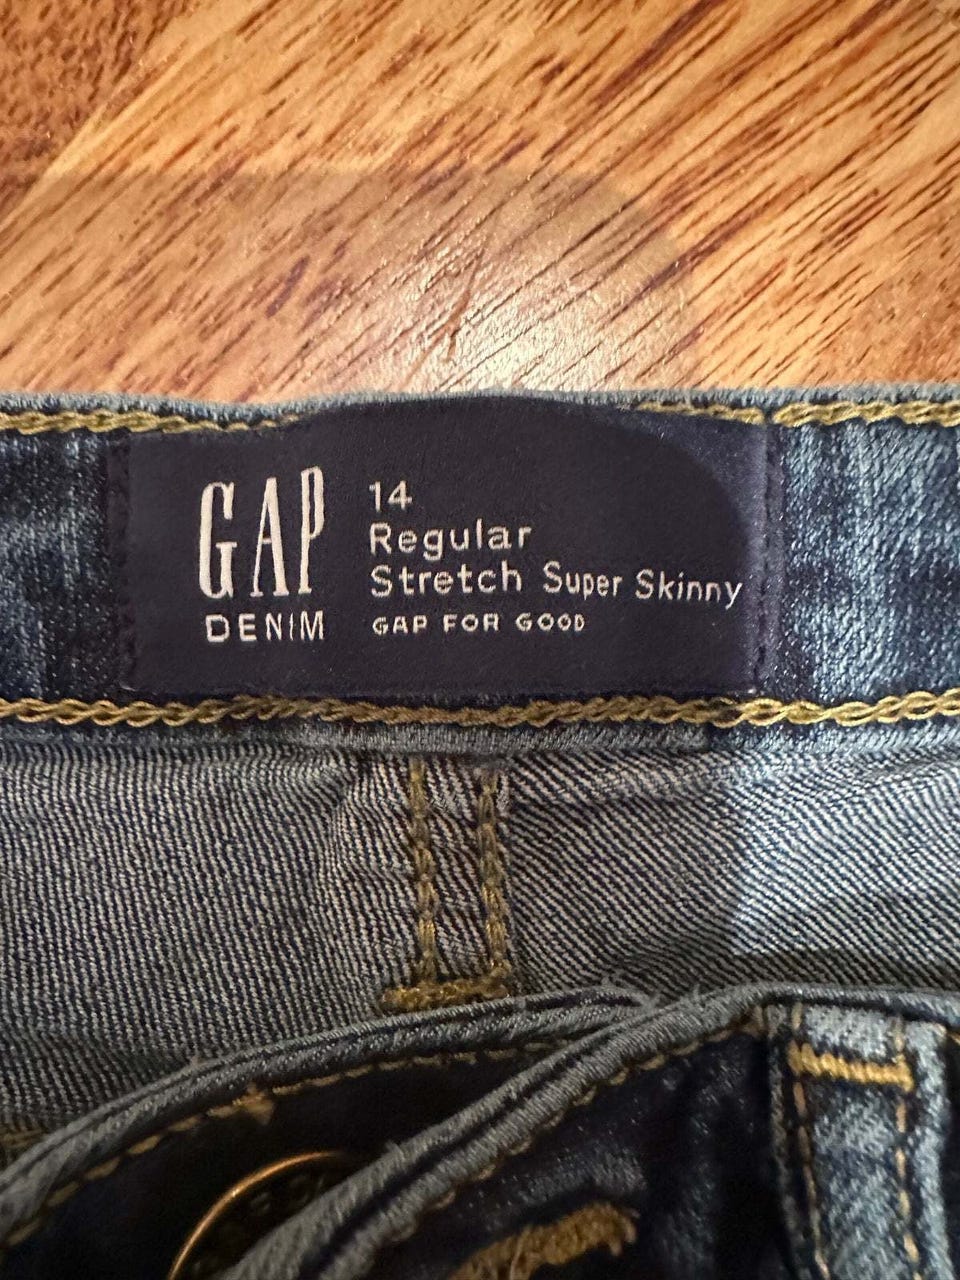 GAP
DENIM
14
Regular
Stretch Super Skinny
GAP FOR GOOD